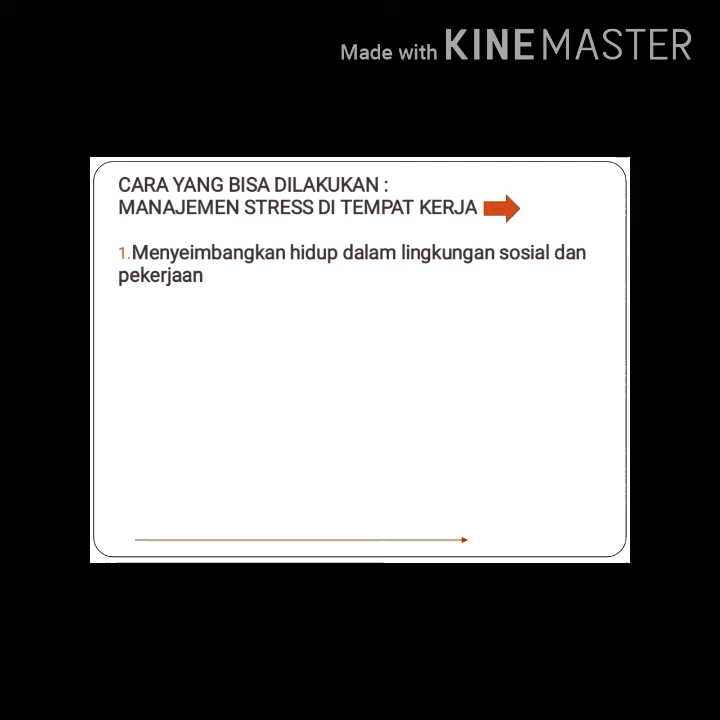 Made with KINEMASTER
CARA YANG BISA DILAKUKAN :
MANAJEMEN STRESS DI TEMPAT KERJA
1.Menyeimbangkan hidup dalam lingkungan sosial dan
pekerjaan